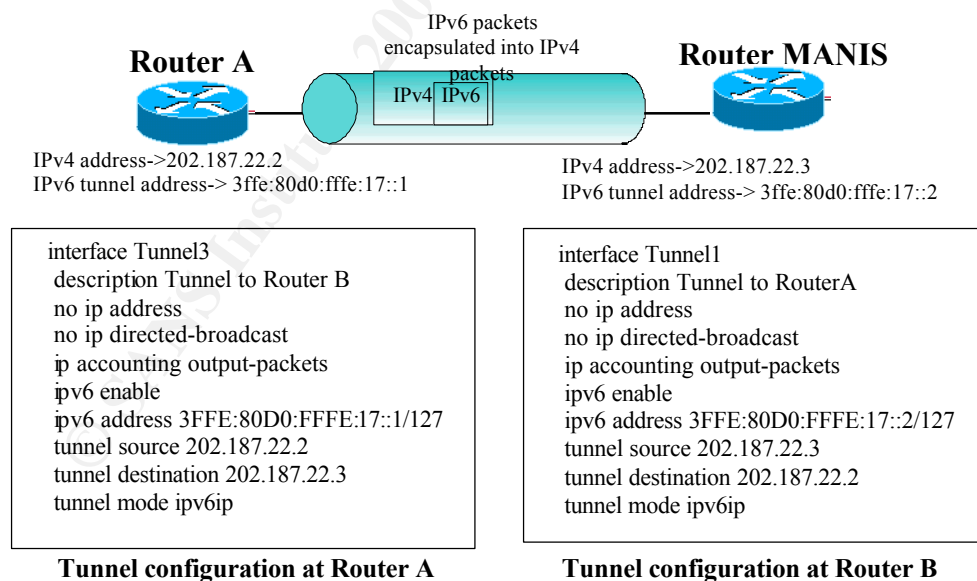 IPv6 packets
encapsulated into IPv4
packets
Router A
Router MANIS
IPv4 IPv6
IPv4 address->202.187.22.2
IPv6 tunnel address-> 3ffe:80d0:fffe:17::1
IPv4 address->202.187.22.3
IPv6 tunnel address-> 3ffe:80d0:fffe:17::2
interface Tunnel3
description Tunnel to Router B
no ip address
no ip directed-broadcast
ip accounting output-packets
ipv6 enable
ipv6 address 3FFE:80D0:FFFE:17::1/127
tunnel source 202.187.22.2
tunnel destination 202.187.22.3
tunnel mode ipv6ip
interface Tunnel1
description Tunnel to RouterA
no ip address
no ip directed-broadcast
ip accounting output-packets
ipv6 enable
ipv6 address 3FFE:80D0:FFFE:17::2/127
tunnel source 202.187.22.3
tunnel destination 202.187.22.2
tunnel mode ipv6ip
Tunnel configuration at Router A
Tunnel configuration at Router B
© SANS Institute 200